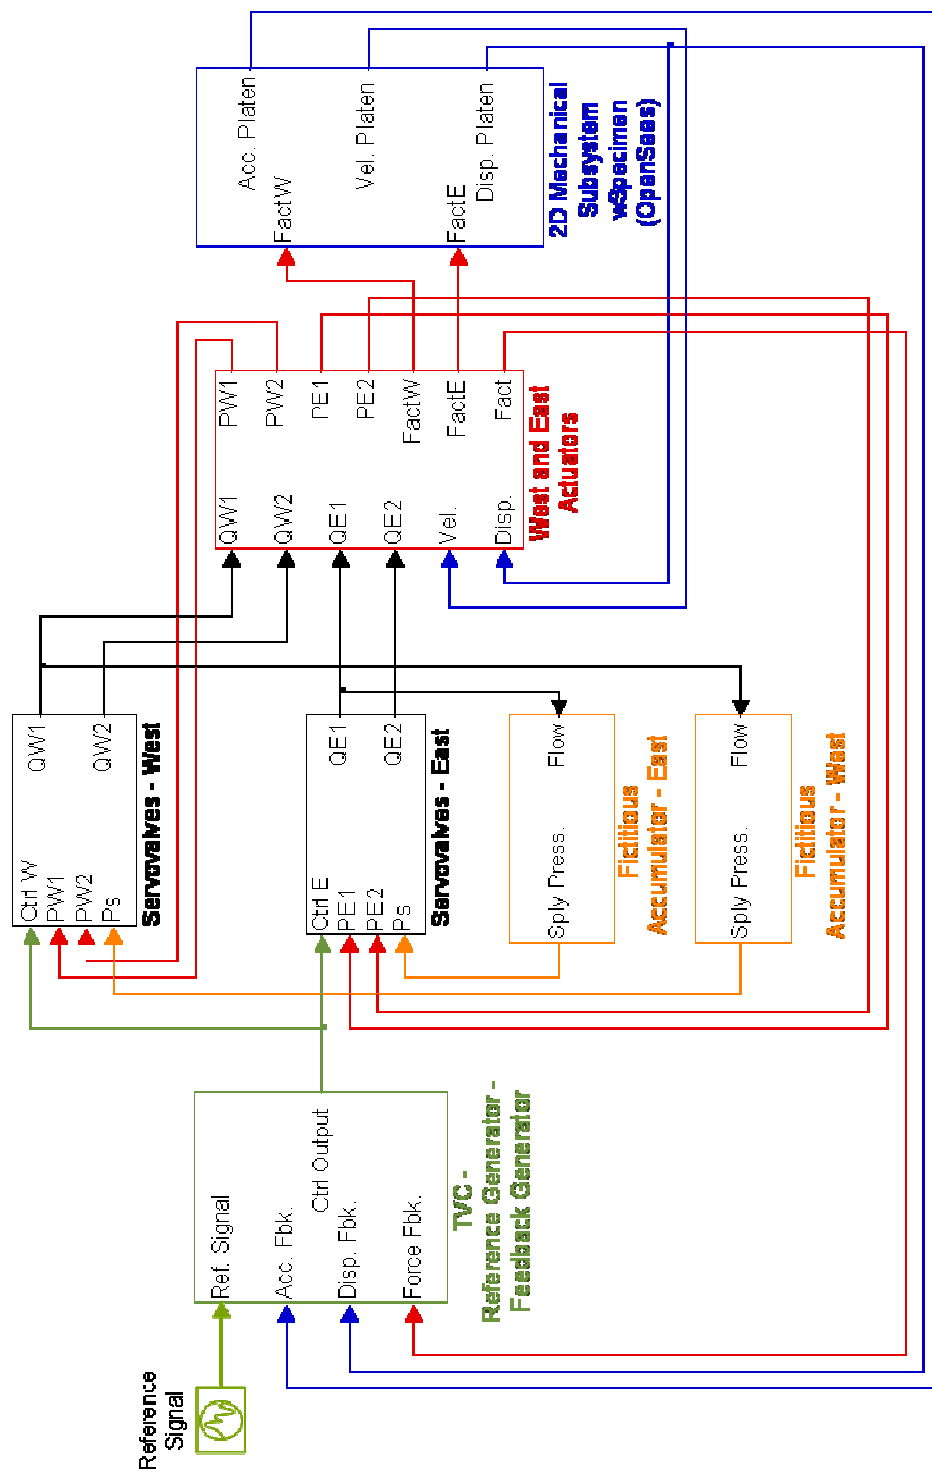 Reference
Signal
Ref. Signal
Acc. Fbk.
Disp. Fbk.
Force Fbk.
Ctrl Output
TVC -
Reference Generator -
Feedback Generator
Ctrl W
PW1
PW2
Ps
QW1
QW2
Servovalves - West
Ctrl E
PE1
PE2
Ps
QE1
QE2
Servovalves - East
Sply Press.
Flow
Fictitious
Accumulator - East
Sply Press.
Flow
Fictitious
Accumulator - West
QW1
QW2
QE1
QE2
Vel.
Disp.
PW1
PW2
PE1
PE2
FactW
FactE
Fact
West and East
Actuators
FactW
FactE
Acc. Platen
Vel. Platen
Disp. Platen
2D Mechanical
Subsystem
w\Specimen
(OpenSees)